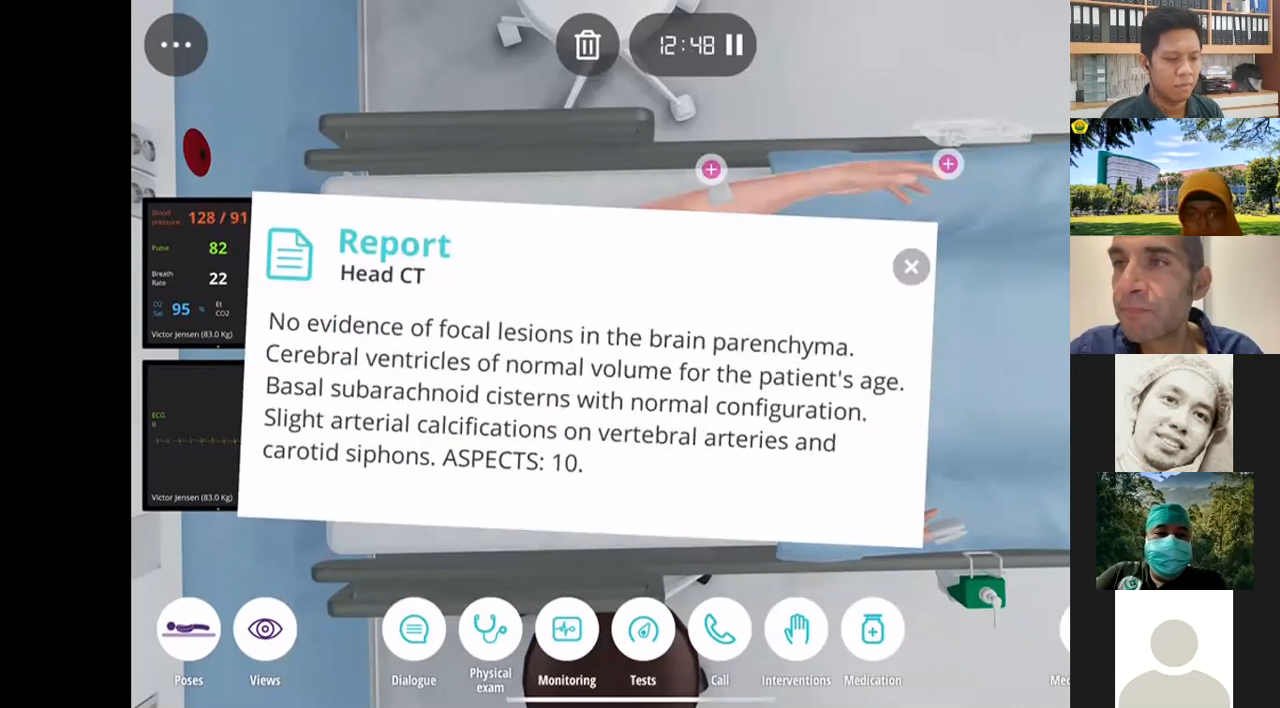 12:48
Blood
pressure 128 / 91
Pulse 82
Breath
Rate 22
O2
Sat 95 % Et
CO2
Victor Jensen (83.0 Kg)
ECG
II
Victor Jensen (83.0 Kg)
Report
Head CT
No evidence of focal lesions in the brain parenchyma.
Cerebral ventricles of normal volume for the patient's age.
Basal subarachnoid cisterns with normal configuration.
Slight arterial calcifications on vertebral arteries and
carotid siphons. ASPECTS: 10.
Poses
Views
Dialogue
Physical
exam
Monitoring
Tests
Call
Interventions
Medication
Med